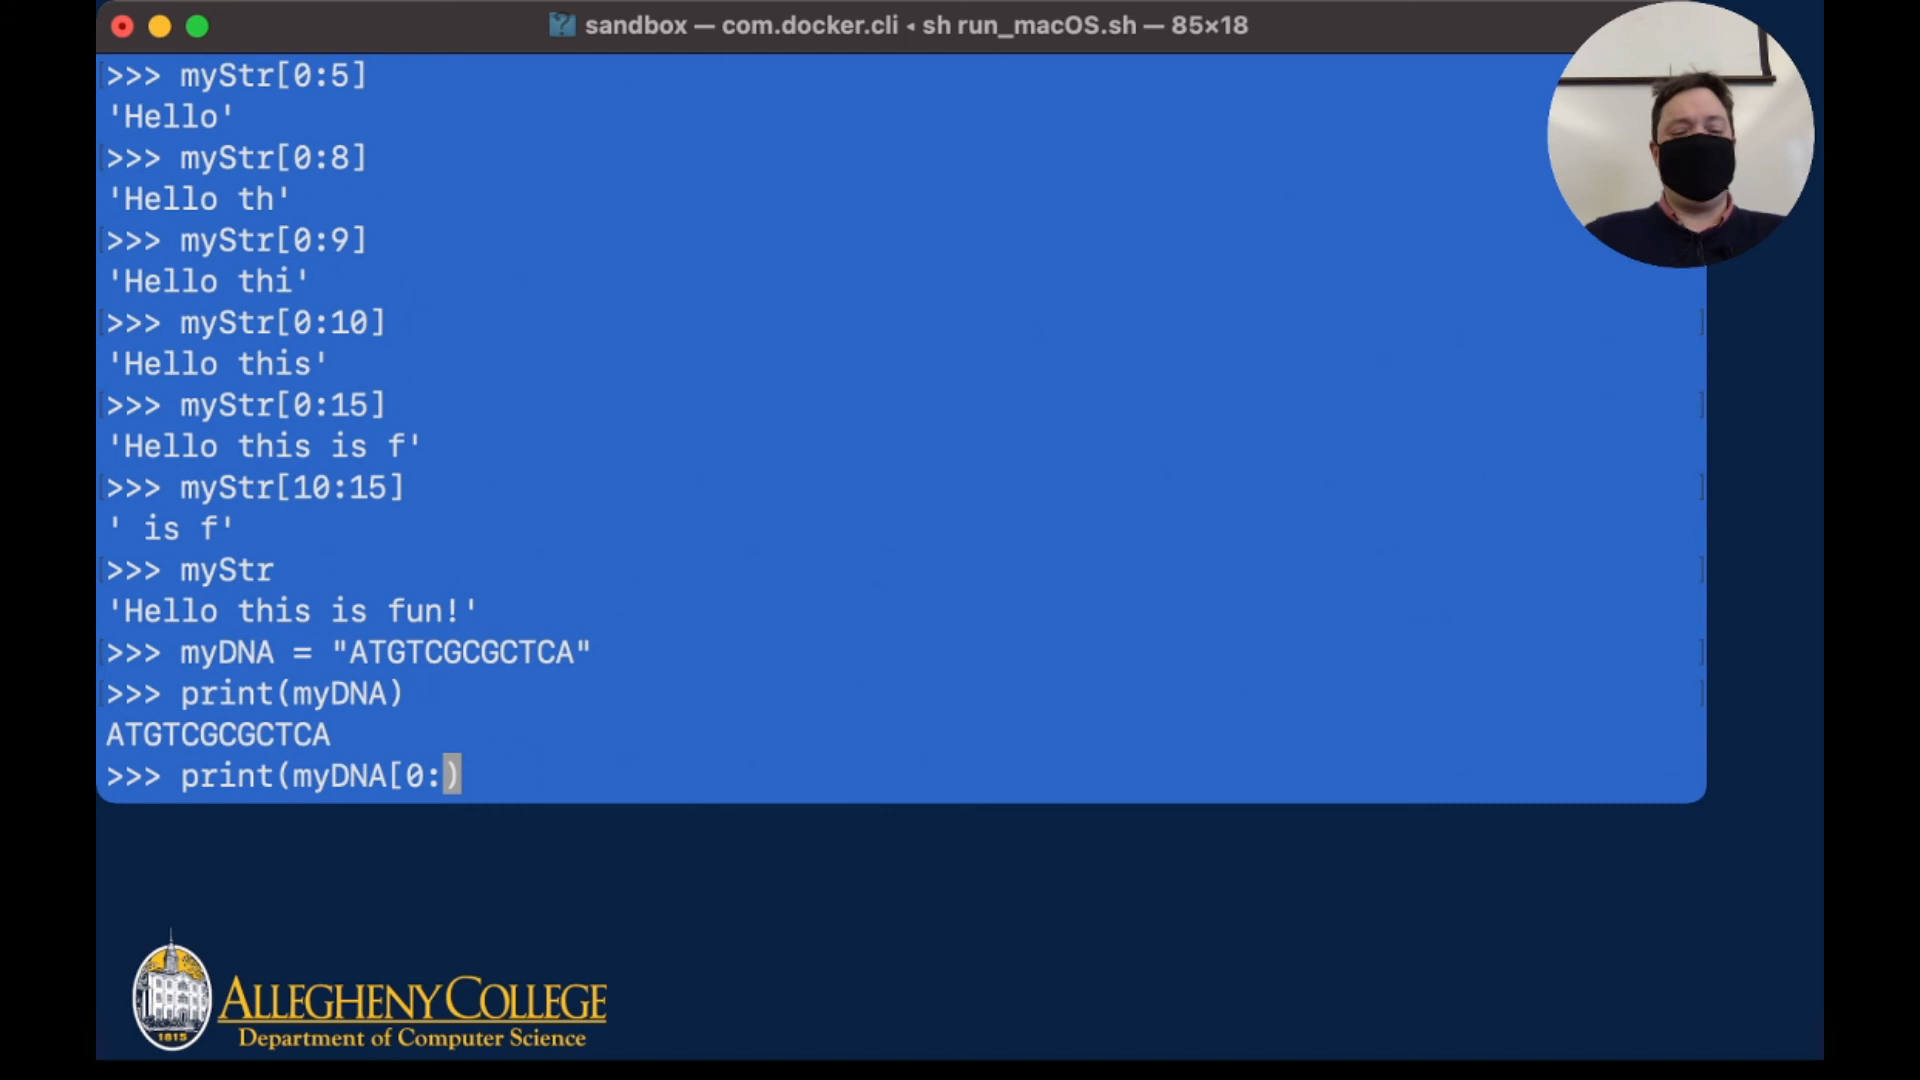 sandbox — com.docker.cli ◂ sh run_macOS.sh — 85×18
>>> myStr[0:5]
'Hello'
>>> myStr[0:8]
'Hello th'
>>> myStr[0:9]
'Hello thi'
>>> myStr[0:10]
'Hello this'
>>> myStr[0:15]
'Hello this is f'
>>> myStr[10:15]
' is f'
>>> myStr
'Hello this is fun!'
>>> myDNA = "ATGTCGCGCTCA"
>>> print(myDNA)
ATGTCGCGCTCA
>>> print(myDNA[0:)
1815
ALLEGHENY COLLEGE
Department of Computer Science